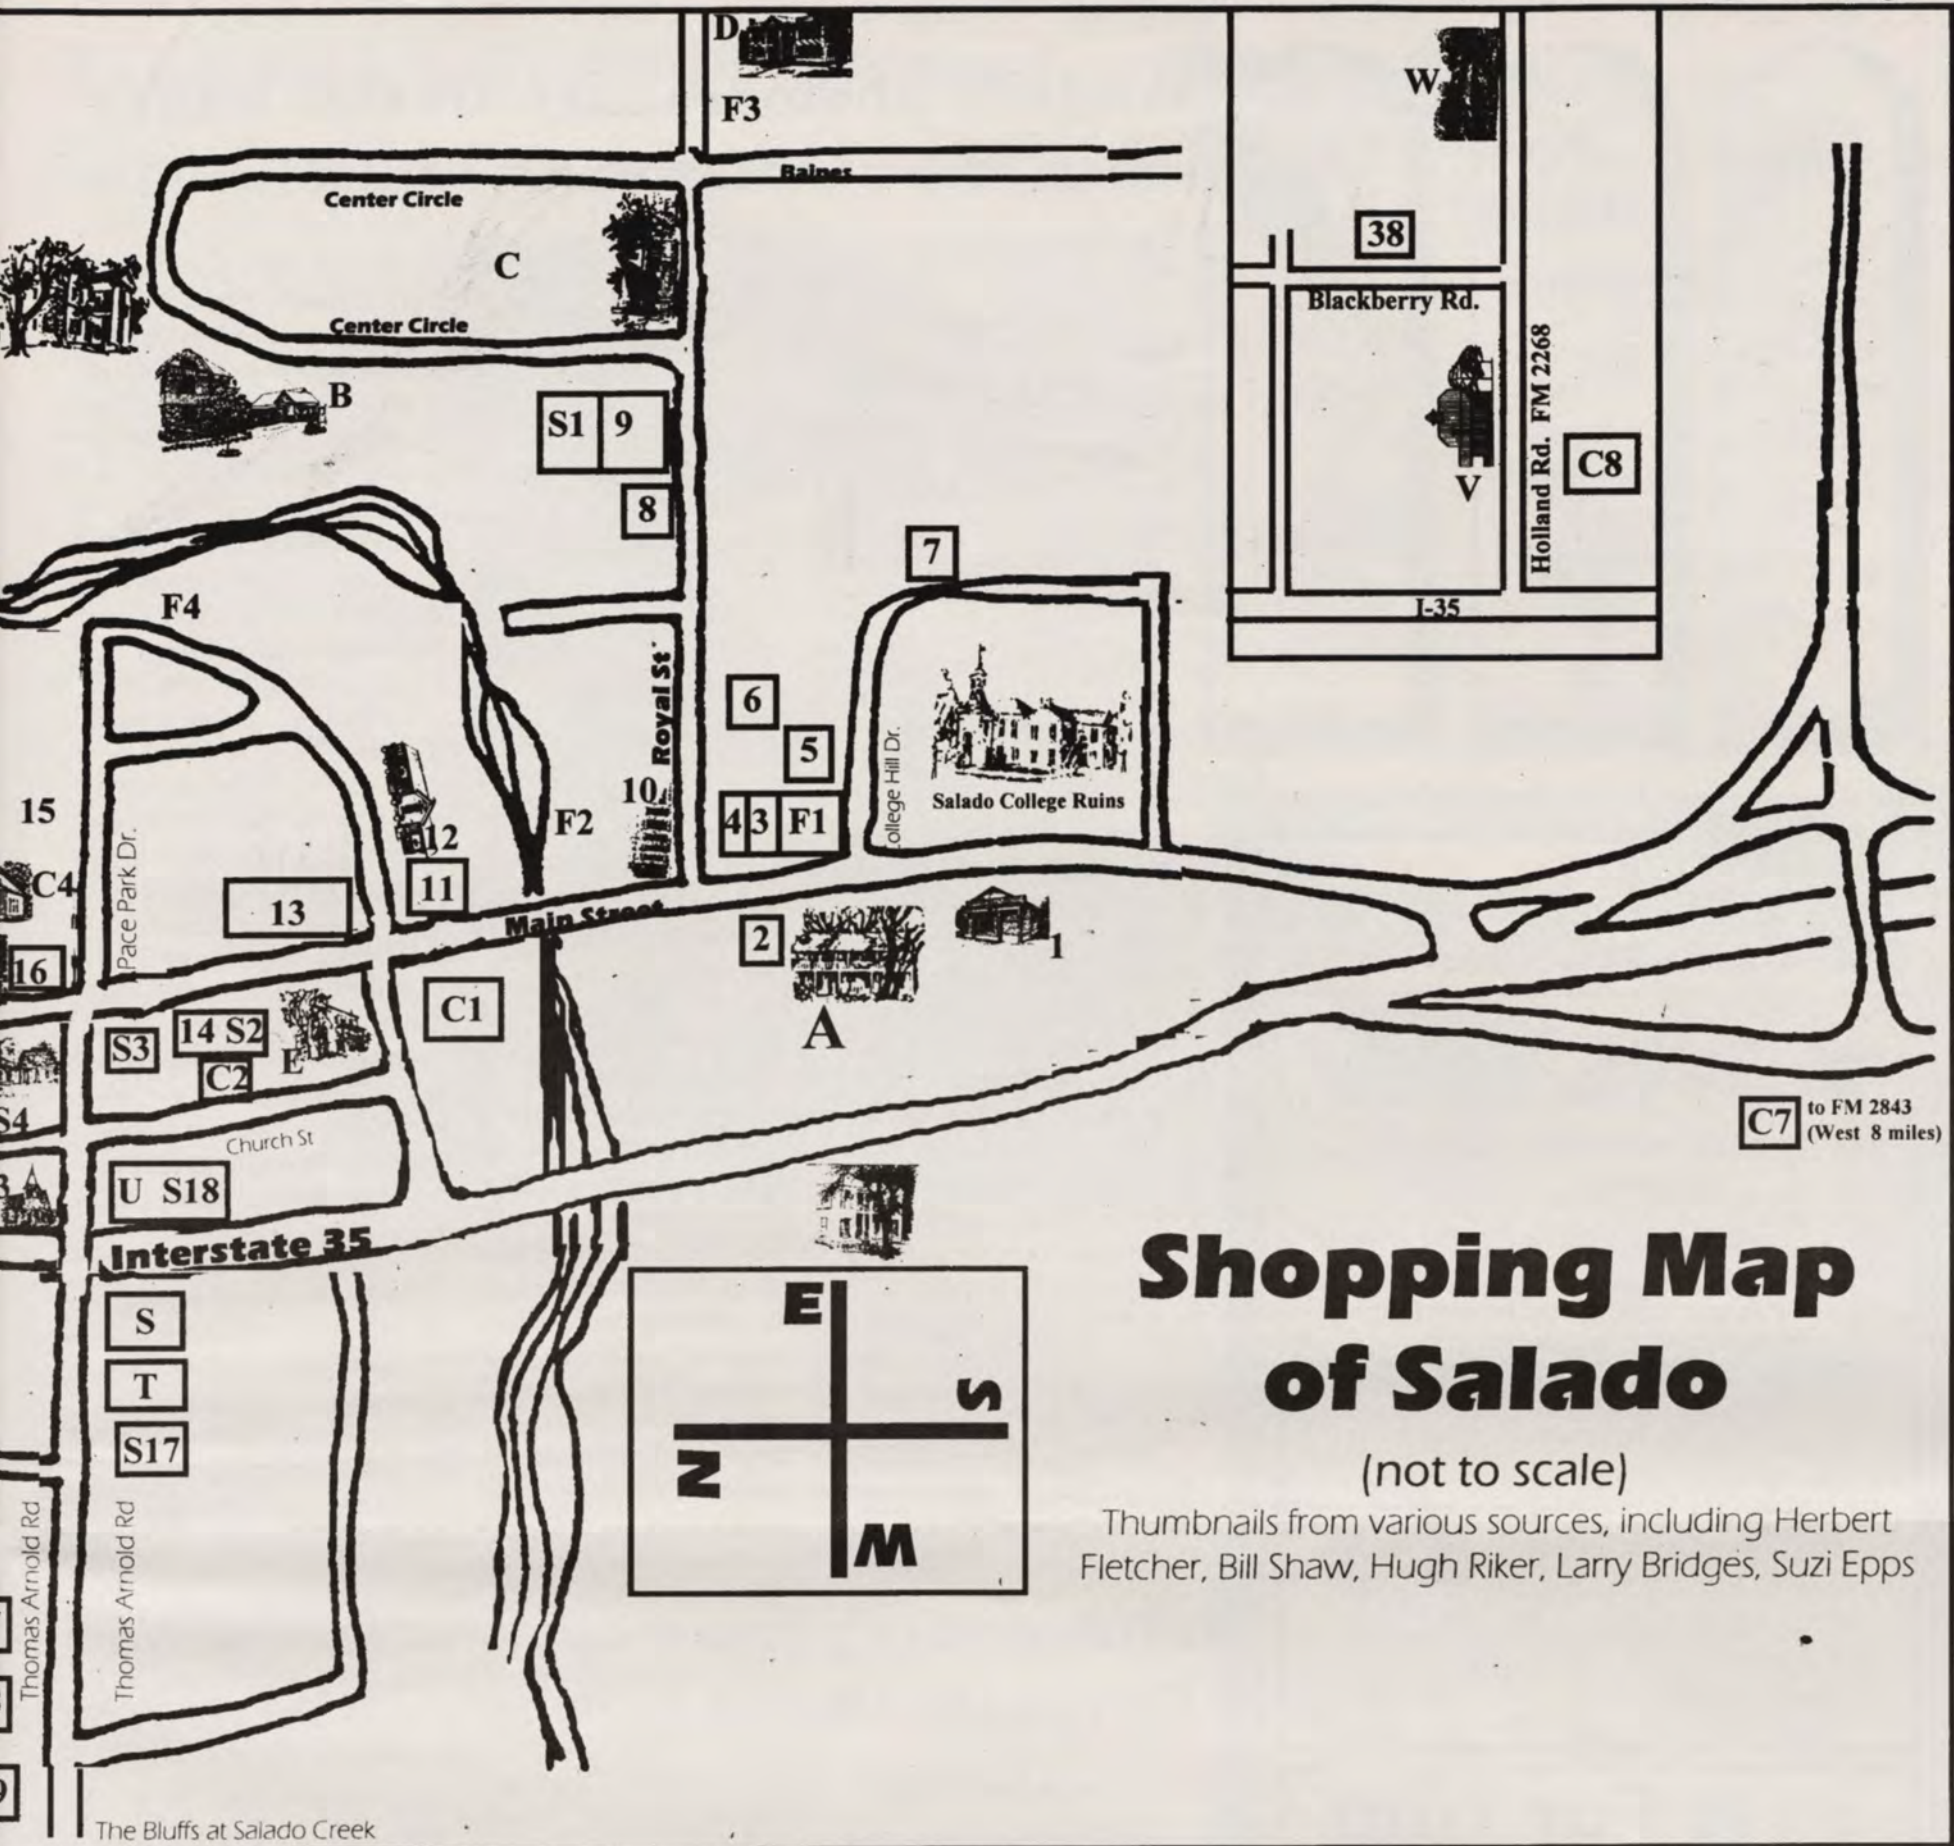 D
F3
Raines
Center Circle
C
Center Circle
B
S1 9
8
F4
7
6
5
4 3 F1
Royal St
10
College Hill Dr.
Salado College Ruins
W
38
Blackberry Rd.
Holland Rd. FM 2268
C8
V
I-35
15
C4
16
Pace Park Dr.
13
12
11
F2
Main Street
2
A
1
C1
S3
14 S2
C2
E
S4
Church St
U S18
Interstate 35
S
T
S17
Thomas Arnold Rd
Thomas Arnold Rd
The Bluffs at Salado Creek
E
S
N
W
C7
to FM 2843
(West 8 miles)
Shopping Map
of Salado
(not to scale)
Thumbnails from various sources, including Herbert
Fletcher, Bill Shaw, Hugh Riker, Larry Bridges, Suzi Epps